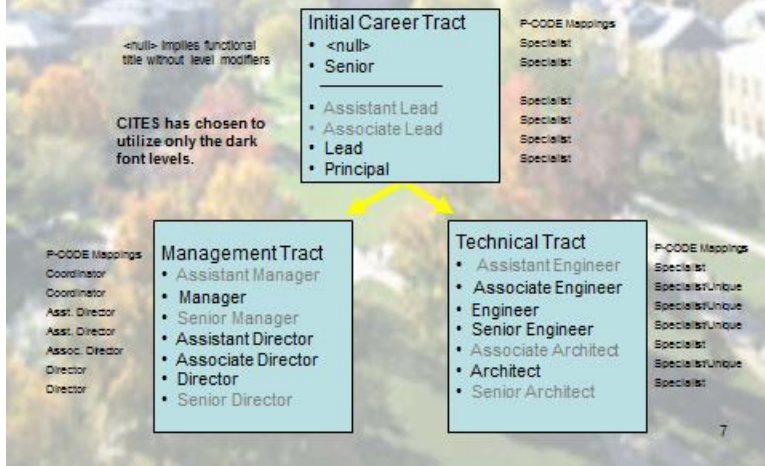 Initial Career Tract
• <null>
• Senior
• Assistant Lead
• Associate Lead
• Lead
• Principal
P-CODE Mappings
Specialist
Specialist
Specialist
Specialist
Specialist
Specialist
<null> Implies functional
title without level modifiers
CITES has chosen to
utilize only the dark
font levels.
P-CODE Mappings
Coordinator
Coordinator
Asst. Director
Asst. Director
Assoc. Director
Director
Director
Management Tract
• Assistant Manager
• Manager
• Senior Manager
• Assistant Director
• Associate Director
• Director
• Senior Director
Technical Tract
• Assistant Engineer
• Associate Engineer
• Engineer
• Senior Engineer
• Associate Architect
• Architect
• Senior Architect
P-CODE Mappings
Specialist
Specialist/Unique
Specialist/Unique
Specialist/Unique
Specialist
Specialist/Unique
Specialist
7